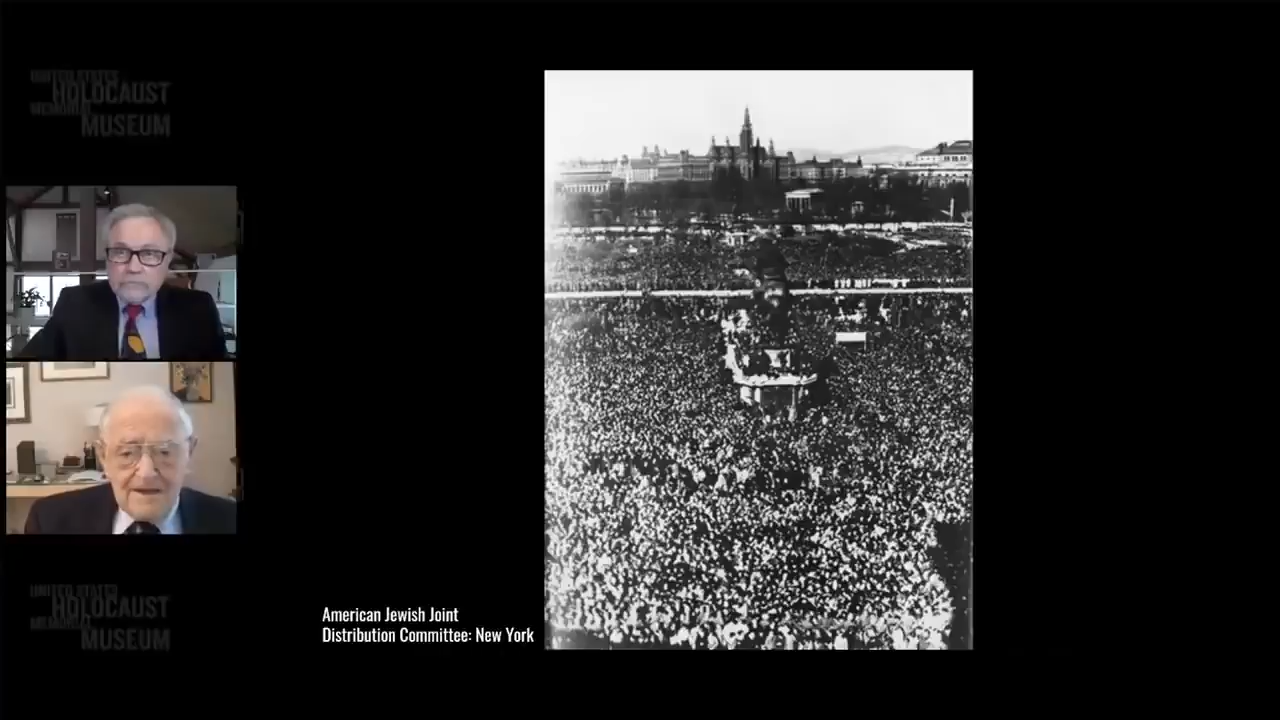 UNITED STATES
HOLOCAUST
MEMORIAL
MUSEUM
American Jewish Joint
Distribution Committee: New York
UNITED STATES
HOLOCAUST
MEMORIAL
MUSEUM